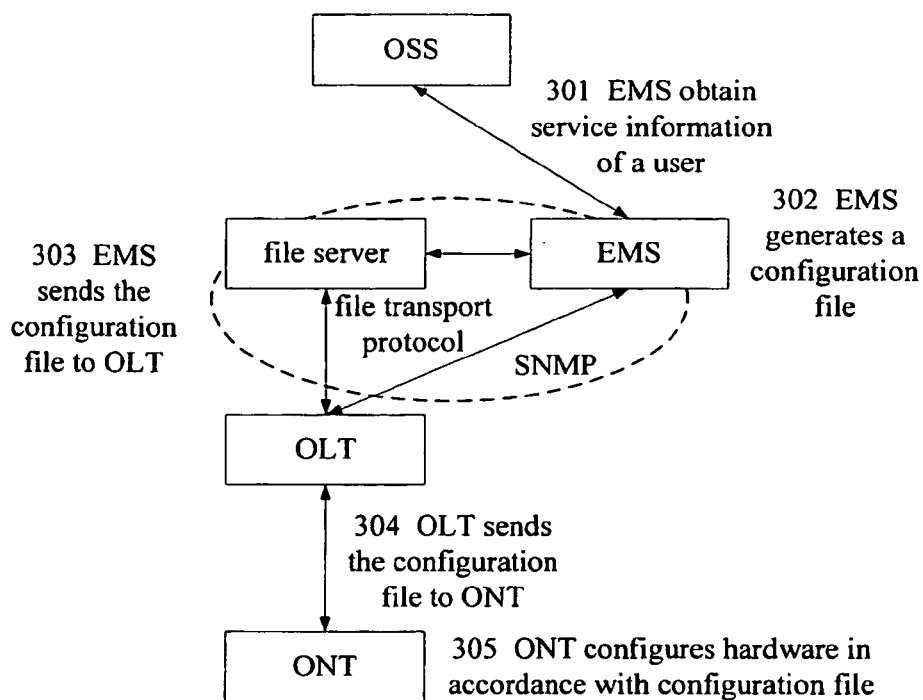 OSS
301 EMS obtain
service information
of a user
302 EMS
generates a
configuration
file
file server
EMS
303 EMS
sends the
configuration
file to OLT
file transport
protocol
SNMP
OLT
304 OLT sends
the configuration
file to ONT
ONT
305 ONT configures hardware in
accordance with configuration file